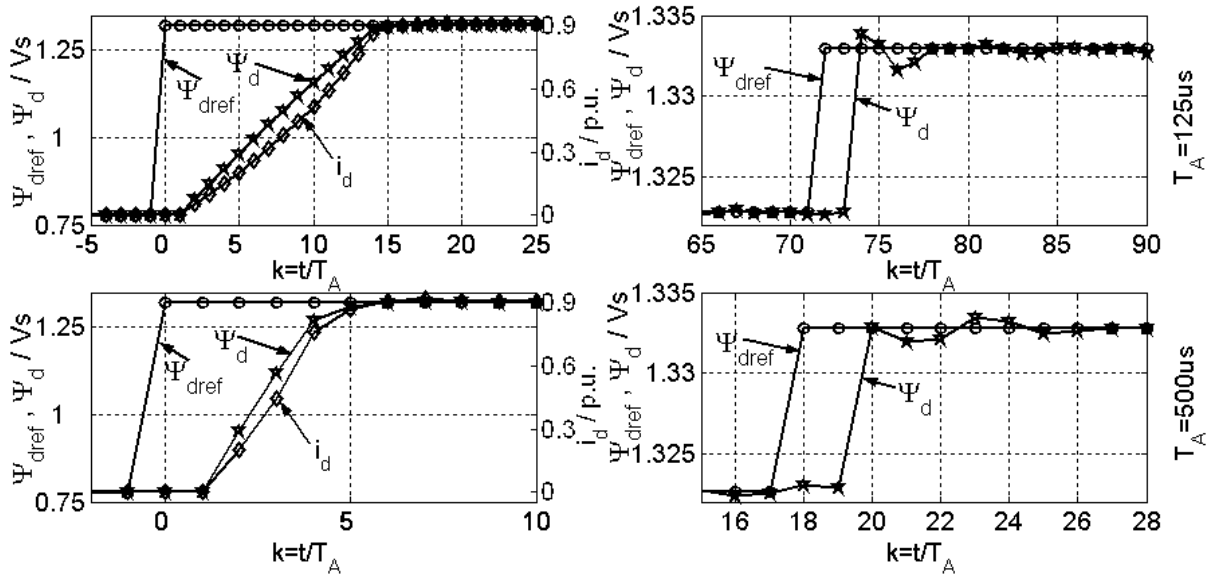 Ψdref , Ψd / Vs
1.25
1
0.75
Ψd
Ψdref
id
0.9
0.6
0.3
0
id / p.u.
-5 0 5 10 15 20 25
k=t/TA
Ψdref , Ψd / Vs
1.335
1.333
1.325
Ψdref
Ψd
65 70 75 80 85 90
k=t/TA
TA=125us
Ψdref , Ψd / Vs
1.25
1
0.75
Ψd
Ψdref
id
0.9
0.6
0.3
0
id / p.u.
0 5 10
k=t/TA
Ψdref , Ψd / Vs
1.335
1.33
1.325
Ψdref
Ψd
16 18 20 22 24 26 28
k=t/TA
TA=500us